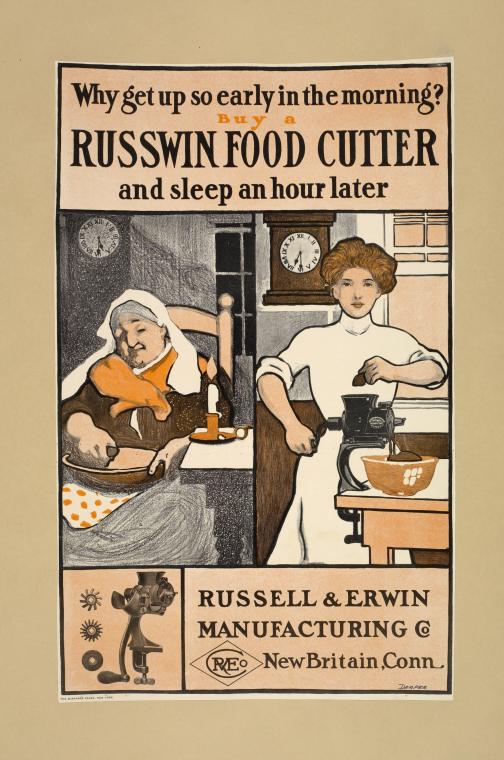 Why get up so early in the morning?
Buy a
RUSSWIN FOOD CUTTER
and sleep an hour later
RUSSELL & ERWIN
MANUFACTURING Co
R&E Co New Britain, Conn.